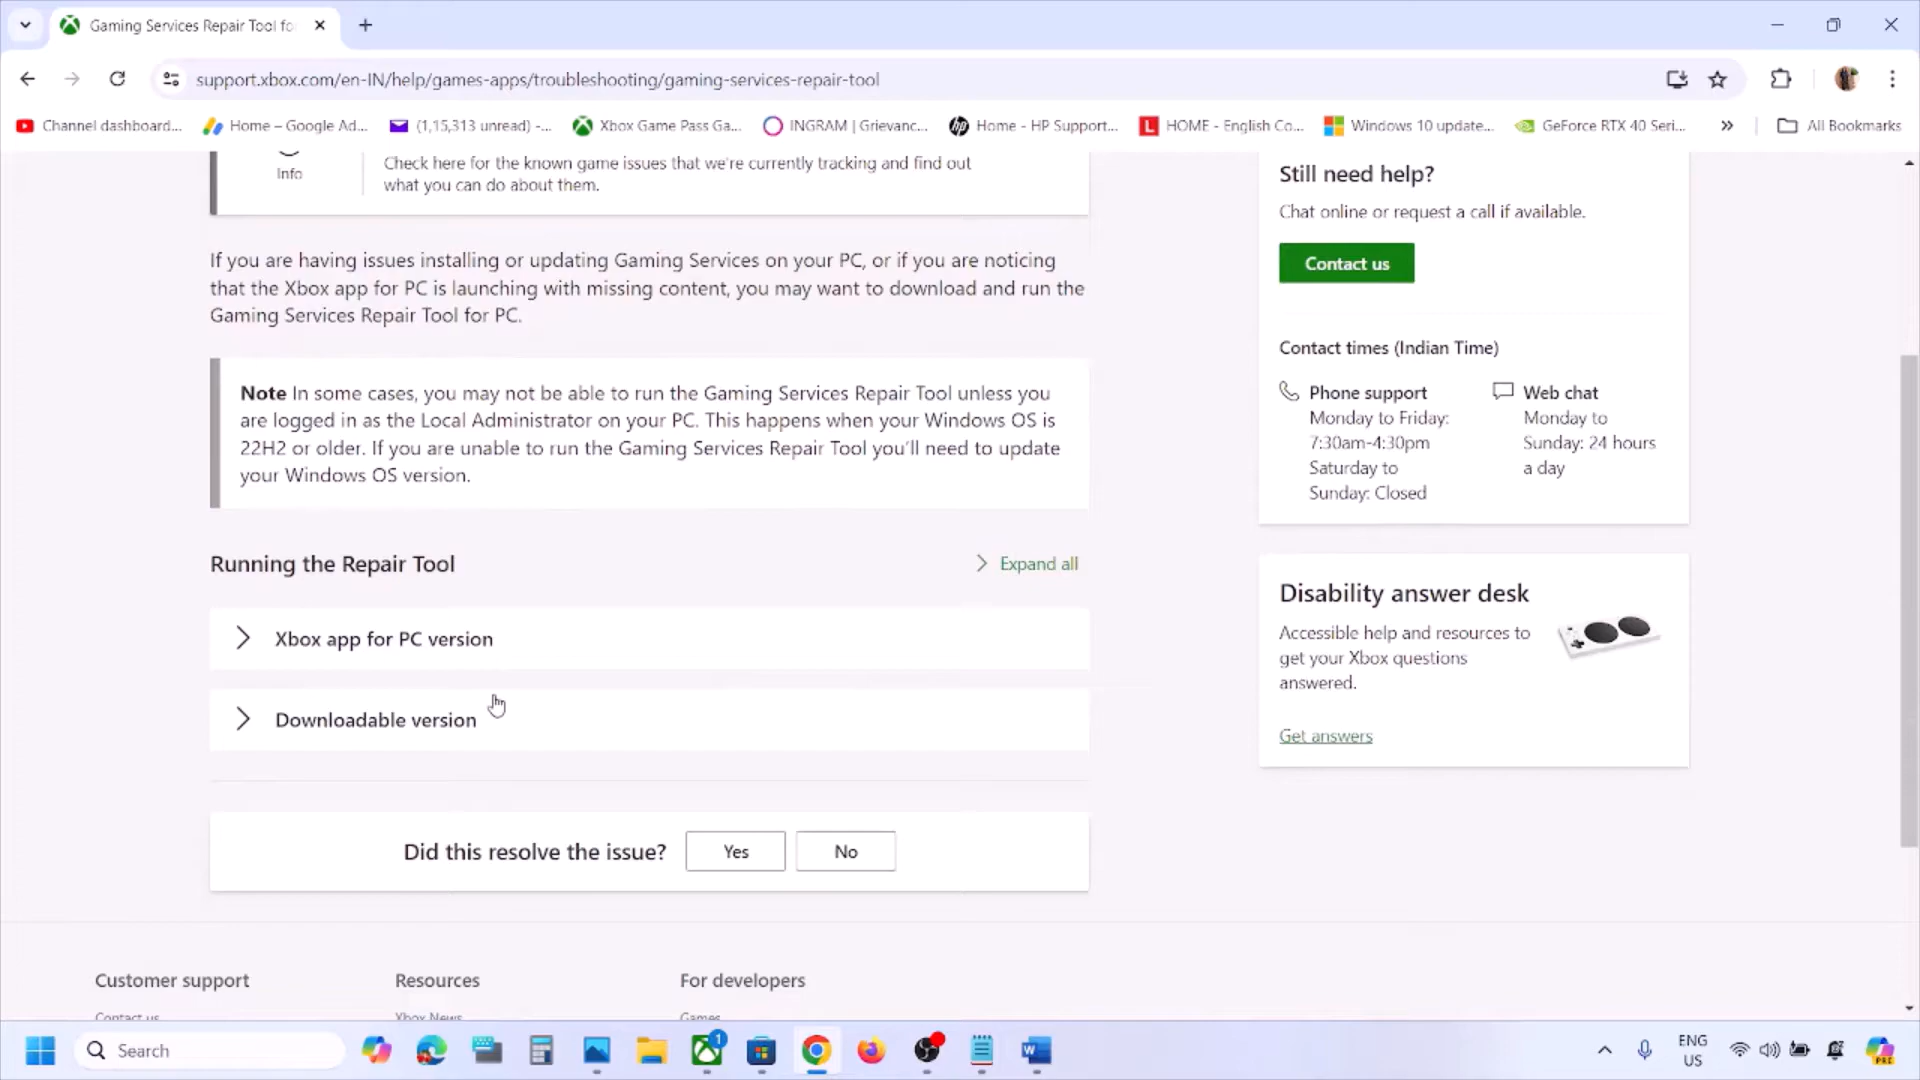 Gaming Services Repair Tool fo
support.xbox.com/en-IN/help/games-apps/troubleshooting/gaming-services-repair-tool
Channel dashboard...
Home – Google Ad...
(1,15,313 unread) -...
Xbox Game Pass Ga...
INGRAM | Grievanc...
Home - HP Support...
HOME - English Co...
Windows 10 update...
GeForce RTX 40 Seri...
All Bookmarks
Info
Check here for the known game issues that we're currently tracking and find out
what you can do about them.
If you are having issues installing or updating Gaming Services on your PC, or if you are noticing
that the Xbox app for PC is launching with missing content, you may want to download and run the
Gaming Services Repair Tool for PC.
Note In some cases, you may not be able to run the Gaming Services Repair Tool unless you
are logged in as the Local Administrator on your PC. This happens when your Windows OS is
22H2 or older. If you are unable to run the Gaming Services Repair Tool you'll need to update
your Windows OS version.
Running the Repair Tool
Expand all
Xbox app for PC version
Downloadable version
Did this resolve the issue?
Yes
No
Still need help?
Chat online or request a call if available.
Contact us
Contact times (Indian Time)
Phone support
Monday to Friday:
7:30am-4:30pm
Saturday to
Sunday: Closed
Web chat
Monday to
Sunday: 24 hours
a day
Disability answer desk
Accessible help and resources to
get your Xbox questions
answered.
Get answers
Customer support
Resources
For developers
Contact us
Xbox News
Games
Search
1
ENG
US
PRE